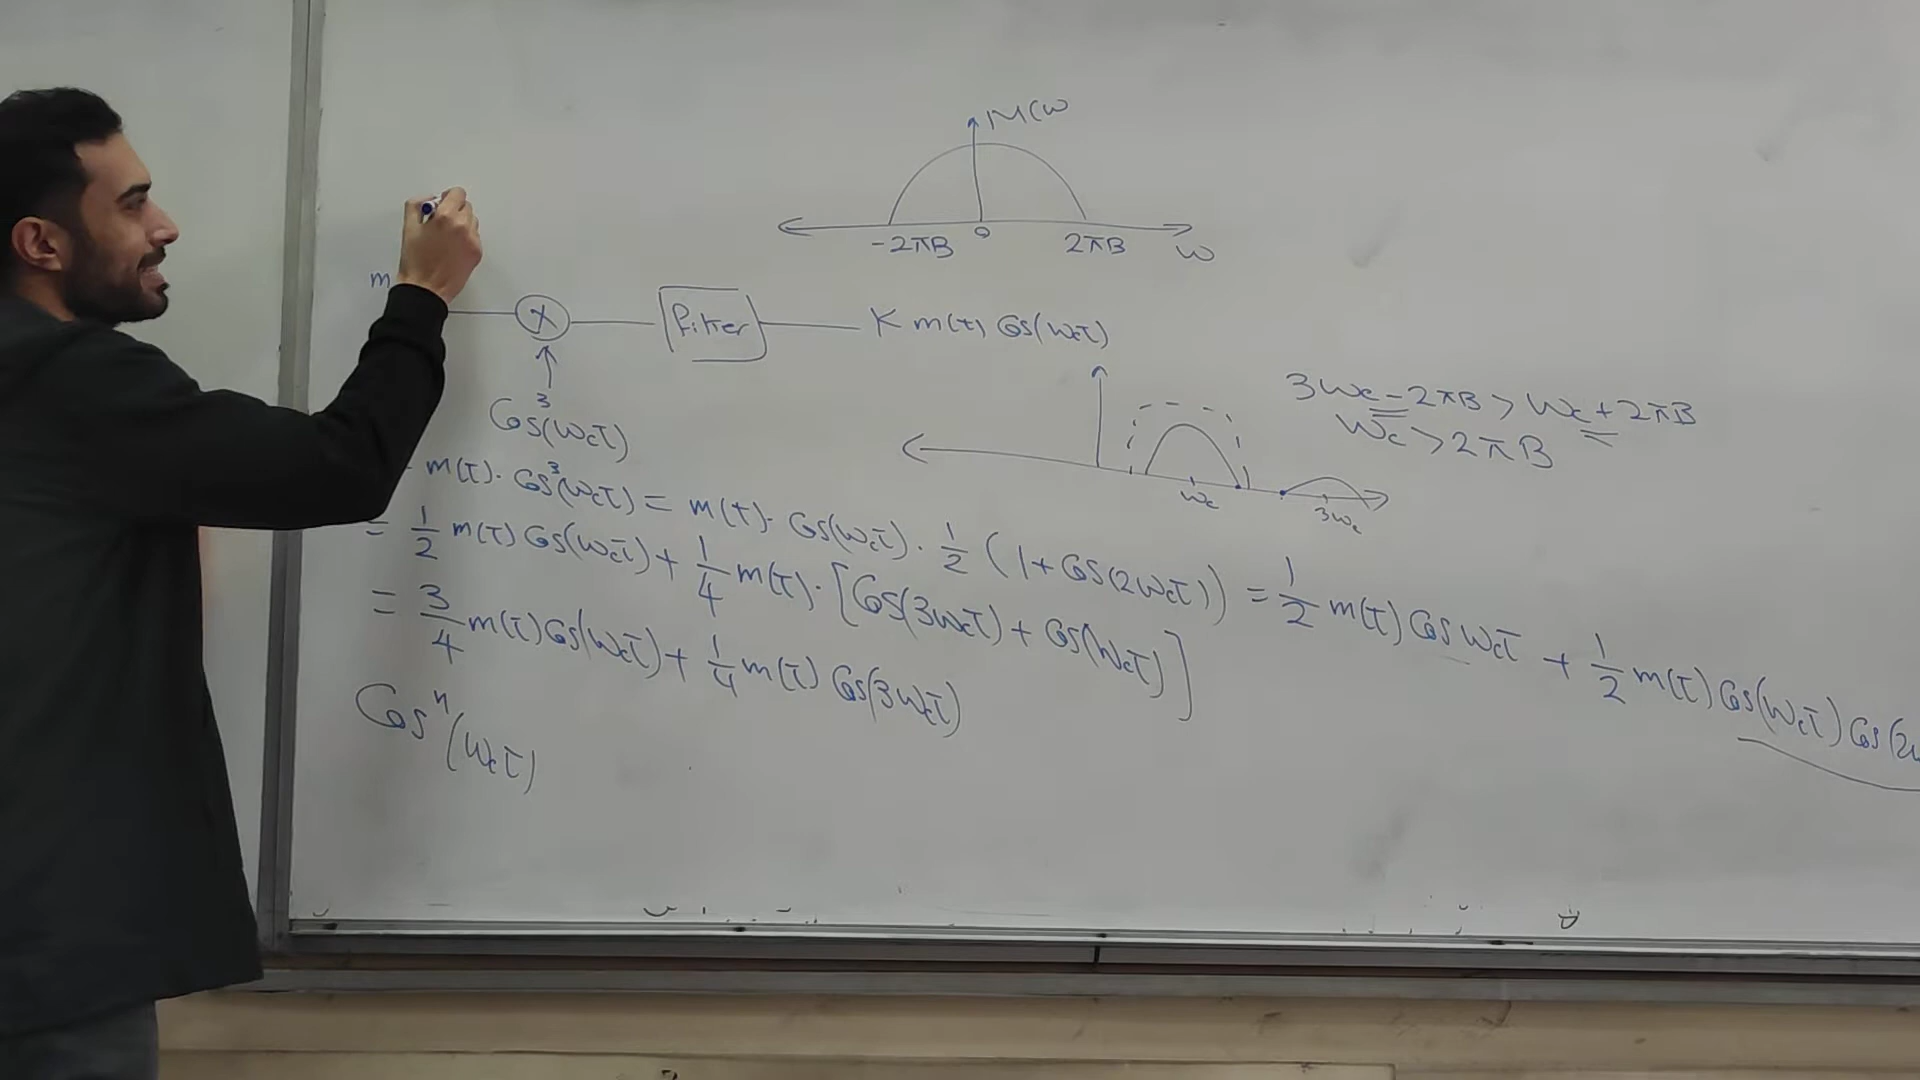 M(ω
-2πB 0 2πB ω
m
X filter K m(t) Cos(ωct)
Cos³(ωct)
3ωc - 2πB > ωc + 2πB
ωc > 2πB
ωc 3ωc
m(t). Cos³(ωct) = m(t). Cos(ωct) . 1/2 (1 + Cos(2ωct)) = 1/2 m(t) Cos ωct + 1/2 m(t) Cos(ωct) Cos(2ω
= 1/2 m(t) Cos(ωct) + 1/4 m(t). [Cos(3ωct) + Cos(ωct)]
= 3/4 m(t) Cos(ωct) + 1/4 m(t) Cos(3ωct)
Cosⁿ(ωct)